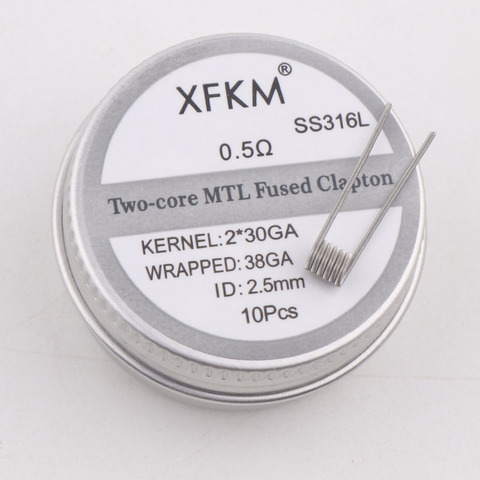 XFKM®
SS316L
0.5Ω
Two-core MTL Fused Clapton
KERNEL:2*30GA
WRAPPED:38GA
ID:2.5mm
10Pcs